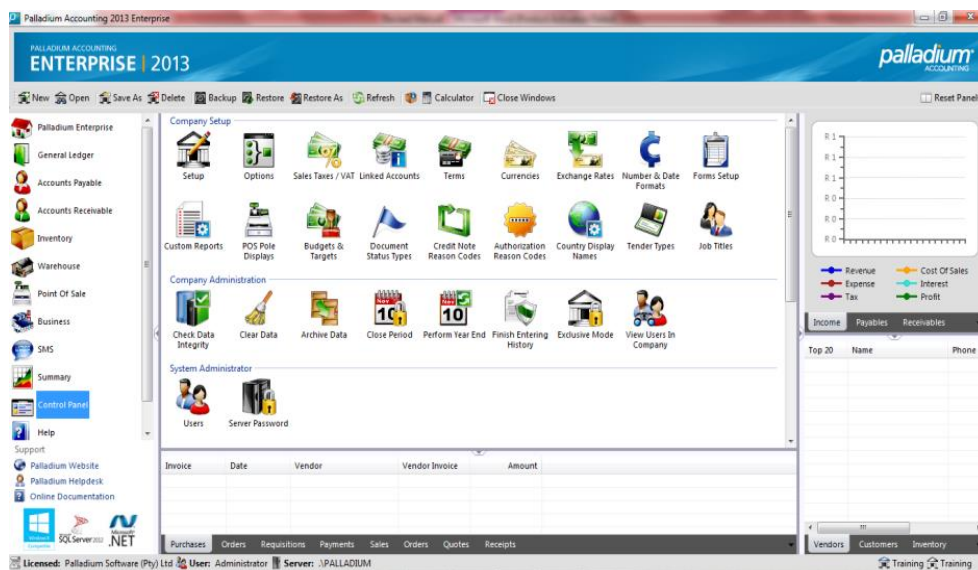 Palladium Accounting 2013 Enterprise
PALLADIUM ACCOUNTING
ENTERPRISE | 2013
palladium
ACCOUNTING
New Open Save As Delete Backup Restore Restore As Refresh Calculator Close Windows Reset Panel
Palladium Enterprise
General Ledger
Accounts Payable
Accounts Receivable
Inventory
Warehouse
Point Of Sale
Business
SMS
Summary
Control Panel
Help
Support
Palladium Website
Palladium Helpdesk
Online Documentation
SQL Server 2012
Microsoft
.NET
Company Setup
Setup Options Sales Taxes / VAT Linked Accounts Terms Currencies Exchange Rates Number & Date Formats Forms Setup
Custom Reports POS Pole Displays Budgets & Targets Document Status Types Credit Note Reason Codes Authorization Reason Codes Country Display Names Tender Types Job Titles
Company Administration
Check Data Integrity Clear Data Archive Data Close Period Perform Year End Finish Entering History Exclusive Mode View Users In Company
System Administrator
Users Server Password
Invoice Date Vendor Vendor Invoice Amount
Purchases Orders Requisitions Payments Sales Orders Quotes Receipts
R 1
R 1
R 1
R 0
R 0
R 0
Revenue Cost Of Sales
Expense Interest
Tax Profit
Income Payables Receivables
Top 20 Name Phone
Vendors Customers Inventory
Licensed: Palladium Software (Pty) Ltd User: Administrator Server: .\PALLADIUM Training Training